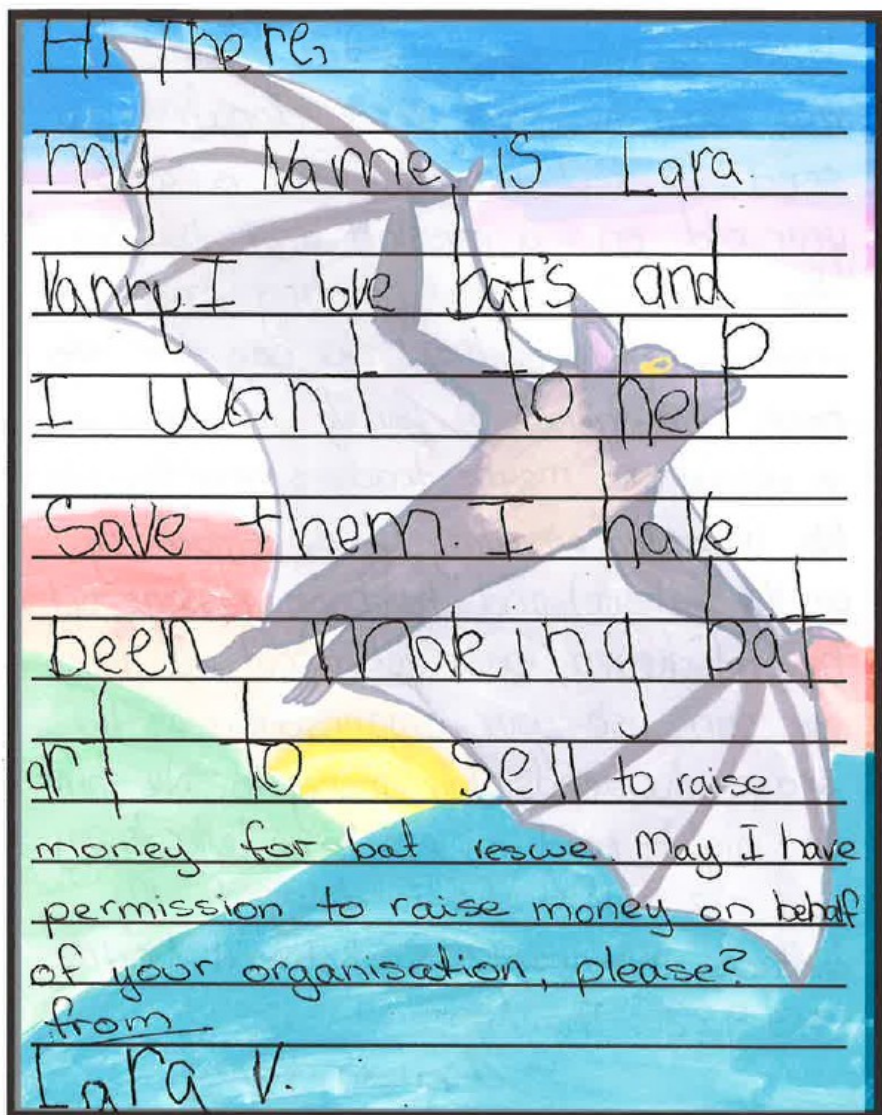 Hi There,
my Name is Lara
Vanry. I love bat's and
I want to help
Save them. I have
been making bat
art to Sell to raise
money for bat rescue. May I have
permission to raise money on behalf
of your organisation, please?
from
Lara V.